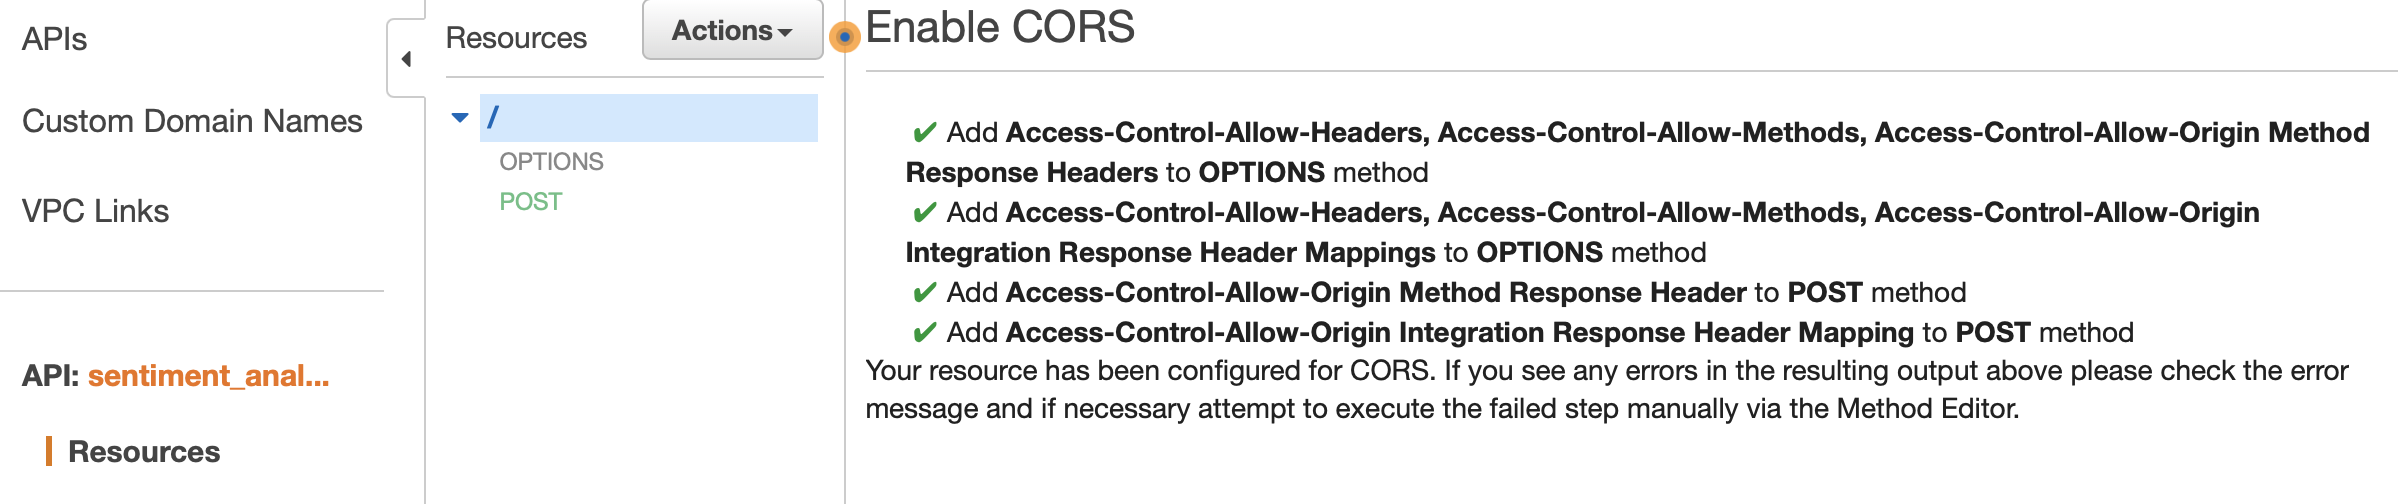 APIs
Custom Domain Names
VPC Links
API: sentiment_anal...
Resources
Resources
Actions
/
OPTIONS
POST
Enable CORS
✔ Add Access-Control-Allow-Headers, Access-Control-Allow-Methods, Access-Control-Allow-Origin Method
Response Headers to OPTIONS method
✔ Add Access-Control-Allow-Headers, Access-Control-Allow-Methods, Access-Control-Allow-Origin
Integration Response Header Mappings to OPTIONS method
✔ Add Access-Control-Allow-Origin Method Response Header to POST method
✔ Add Access-Control-Allow-Origin Integration Response Header Mapping to POST method
Your resource has been configured for CORS. If you see any errors in the resulting output above please check the error
message and if necessary attempt to execute the failed step manually via the Method Editor.